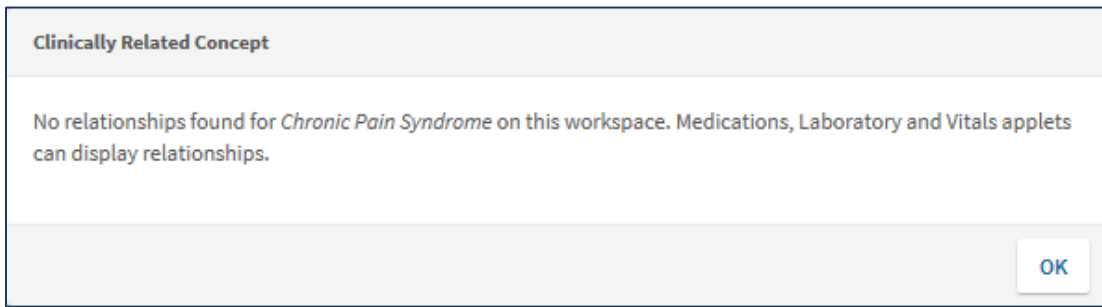 Clinically Related Concept
No relationships found for Chronic Pain Syndrome on this workspace. Medications, Laboratory and Vitals applets
can display relationships.
OK